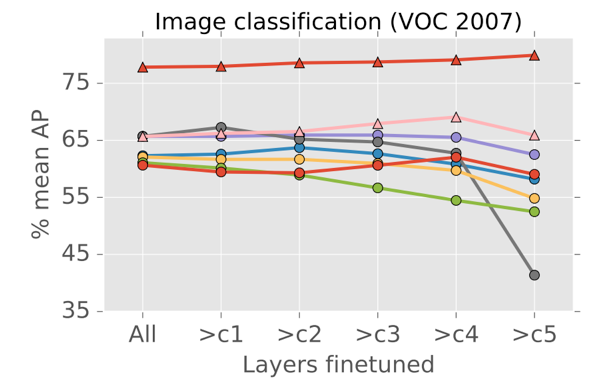 Image classification (VOC 2007)
% mean AP
75
65
55
45
35
All >c1 >c2 >c3 >c4 >c5
Layers finetuned